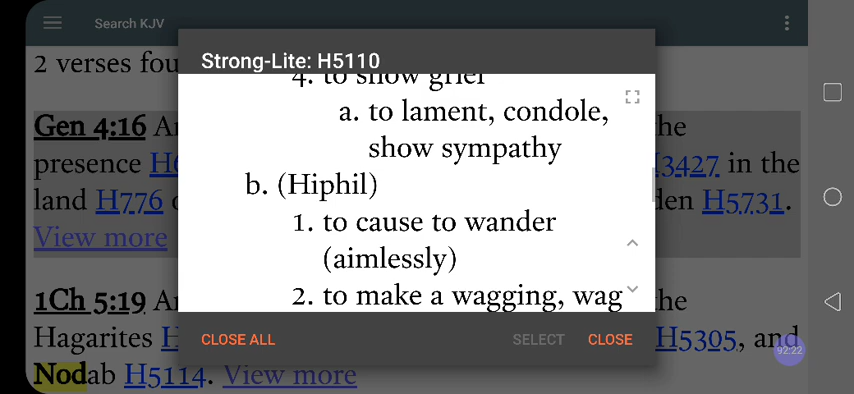 Search KJV
2 verses fou
Strong-Lite: H5110
4. to show grief
a. to lament, condole,
show sympathy
b. (Hiphil)
1. to cause to wander
(aimlessly)
2. to make a wagging, wag
CLOSE ALL
SELECT
CLOSE
Gen 4:16 A he
presence H 3427 in the
land H776 den H5731.
View more
1Ch 5:19 A he
Hagarites H H5305, and
Nodab H5114. View more
92:22